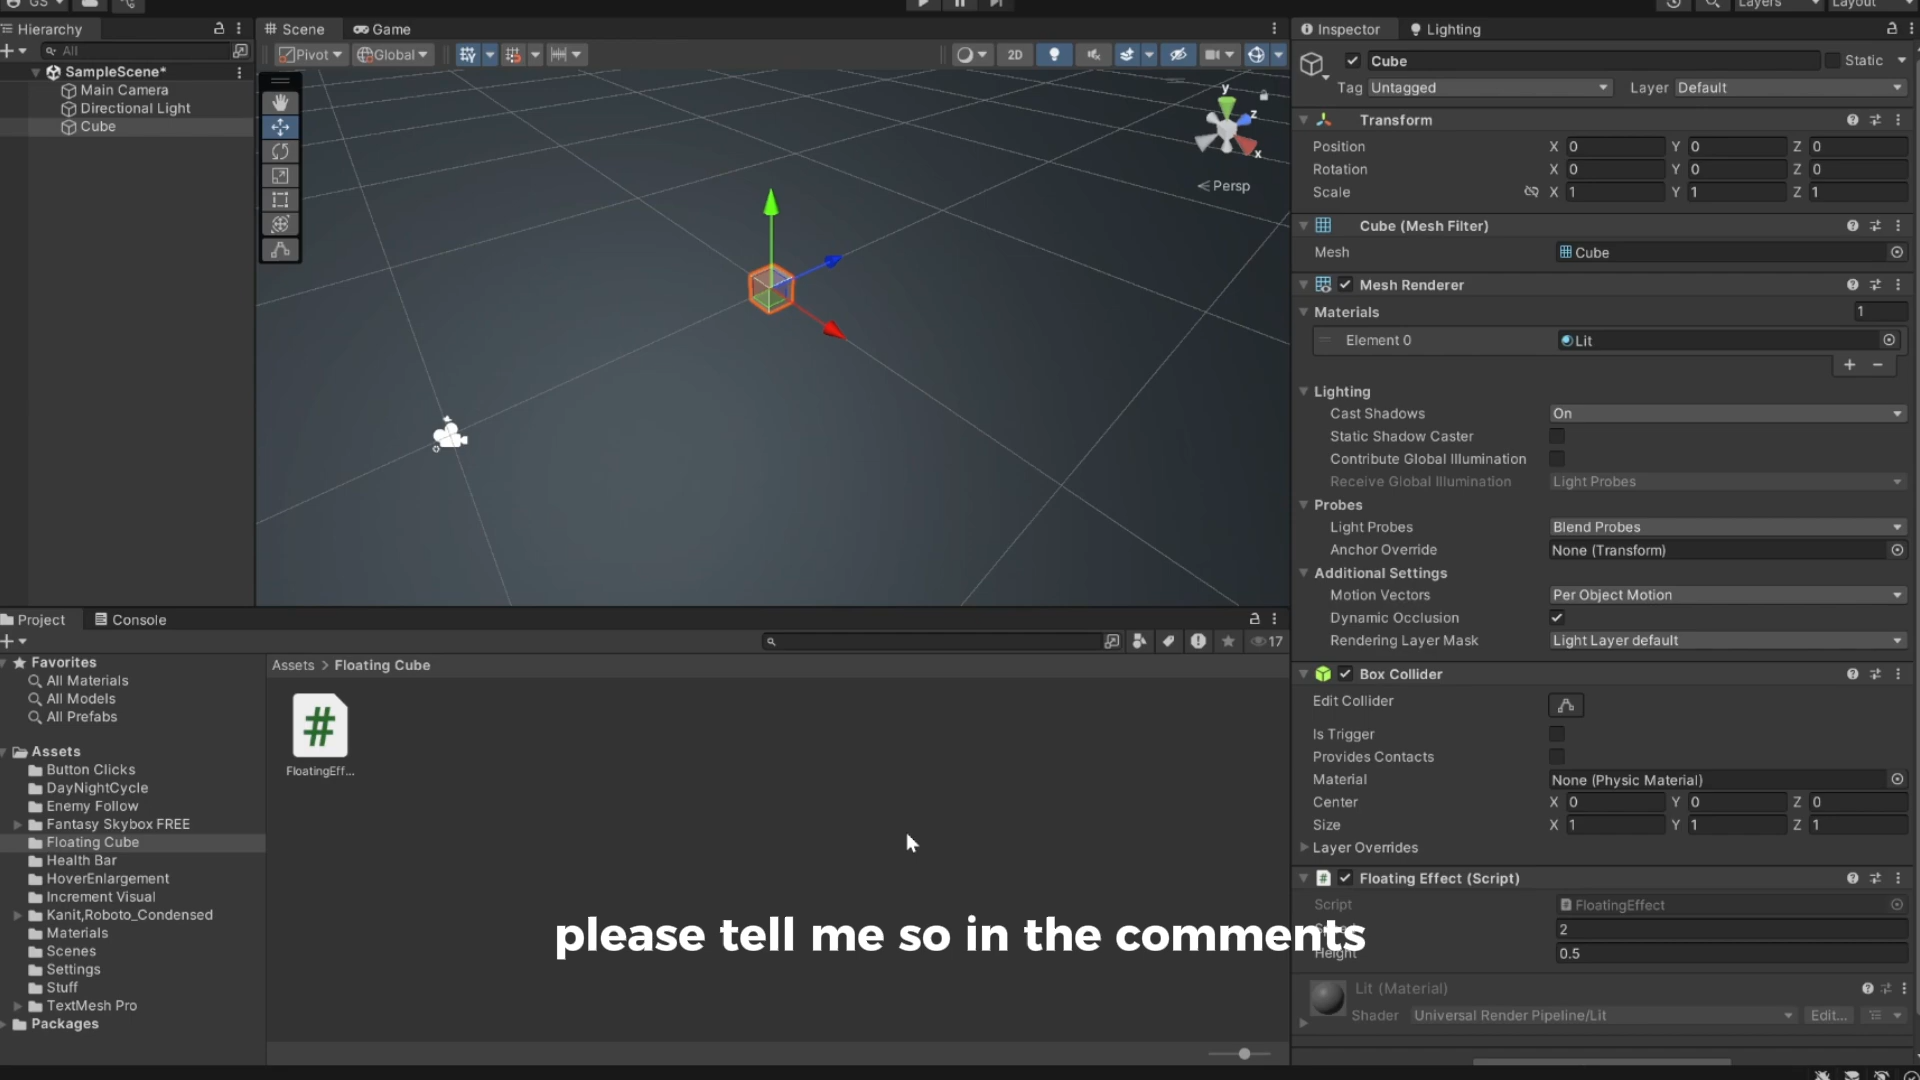 GS
Layers
Layout
Hierarchy
All
SampleScene*
Main Camera
Directional Light
Cube
Scene
Game
Pivot
Global
2D
y
z
x
Persp
Inspector
Lighting
Cube
Static
Tag Untagged
Layer Default
Transform
Position X 0 Y 0 Z 0
Rotation X 0 Y 0 Z 0
Scale X 1 Y 1 Z 1
Cube (Mesh Filter)
Mesh Cube
Mesh Renderer
Materials 1
Element 0 Lit
Lighting
Cast Shadows On
Static Shadow Caster
Contribute Global Illumination
Receive Global Illumination Light Probes
Probes
Light Probes Blend Probes
Anchor Override None (Transform)
Additional Settings
Motion Vectors Per Object Motion
Dynamic Occlusion
Rendering Layer Mask Light Layer default
Box Collider
Edit Collider
Is Trigger
Provides Contacts
Material None (Physic Material)
Center X 0 Y 0 Z 0
Size X 1 Y 1 Z 1
Layer Overrides
Floating Effect (Script)
Script FloatingEffect
2
Height 0.5
Lit (Material)
Shader Universal Render Pipeline/Lit Edit...
Project
Console
17
Favorites
All Materials
All Models
All Prefabs
Assets
Button Clicks
DayNightCycle
Enemy Follow
Fantasy Skybox FREE
Floating Cube
Health Bar
HoverEnlargement
Increment Visual
Kanit,Roboto_Condensed
Materials
Scenes
Settings
Stuff
TextMesh Pro
Packages
Assets > Floating Cube
#
FloatingEff...
please tell me so in the comments